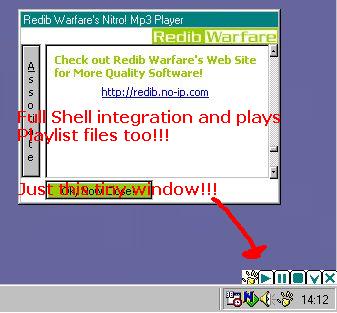 Redib Warfare's Nitro! Mp3 Player
Redib Warfare
Check out Redib Warfare's Web Site
for More Quality Software!
http://redib.no-ip.com
Full Shell integration and plays
Playlist files too!!!
Just this tiny window!!!
14:12